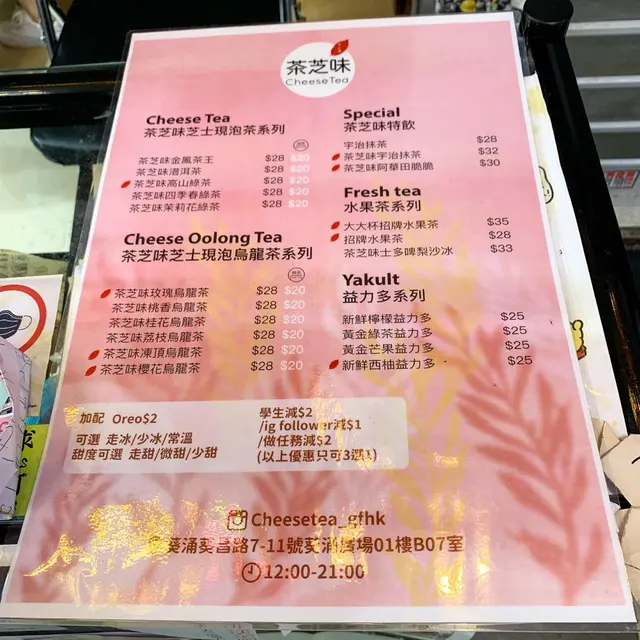 茶芝味
CheeseTea
Cheese Tea
茶芝味芝士現泡茶系列
茶芝味金鳳茶王 $28 $20
茶芝味普洱茶 $28 $20
茶芝味高山綠茶 $28 $20
茶芝味四季春綠茶 $28 $20
茶芝味茉莉花綠茶 $28 $20
Cheese Oolong Tea
茶芝味芝士現泡烏龍茶系列
茶芝味玫瑰烏龍茶 $28 $20
茶芝味桃香烏龍茶 $28 $20
茶芝味桂花烏龍茶 $28 $20
茶芝味荔枝烏龍茶 $28 $20
茶芝味凍頂烏龍茶 $28 $20
茶芝味櫻花烏龍茶 $28 $20
Special
茶芝味特飲
宇治抹茶 $28
茶芝味宇治抹茶 $32
茶芝味阿華田脆脆 $30
Fresh tea
水果茶系列
大大杯招牌水果茶 $35
招牌水果茶 $28
茶芝味士多啤梨沙冰 $33
Yakult
益力多系列
新鮮檸檬益力多 $25
黃金綠茶益力多 $25
黃金芒果益力多 $25
新鮮西柚益力多 $25
加配 Oreo$2
可選 走冰/少冰/常溫
甜度可選 走甜/微甜/少甜
學生減$2
/ig follower減$1
/做任務減$2
(以上優惠只可3選1)
Cheesetea_gfhk
葵涌葵昌路7-11號葵涌廣場01樓B07室
12:00-21:00